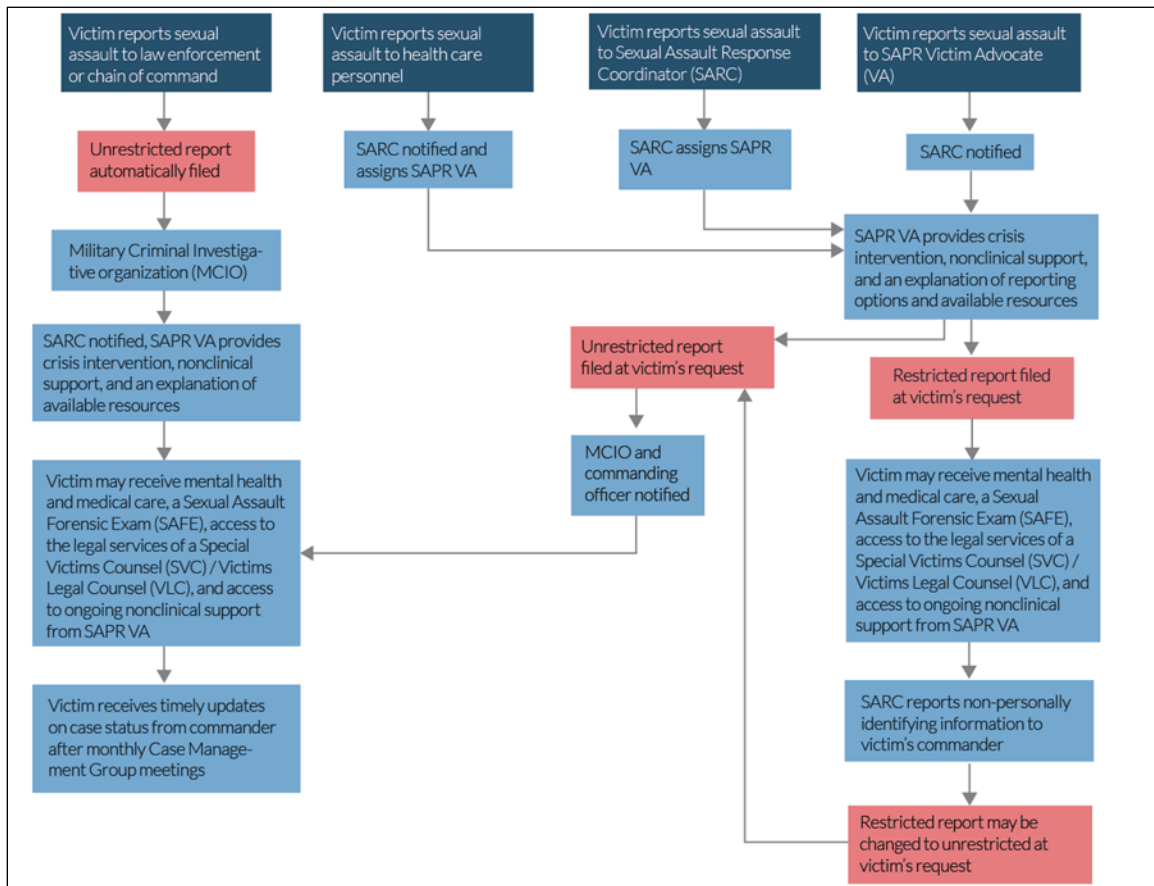 Victim reports sexual
assault to law enforcement
or chain of command
Victim reports sexual
assault to health care
personnel
Victim reports sexual assault
to Sexual Assault Response
Coordinator (SARC)
Victim reports sexual assault
to SAPR Victim Advocate
(VA)
Unrestricted report
automatically filed
SARC notified and
assigns SAPR VA
SARC assigns SAPR
VA
SARC notified
Military Criminal Investiga-
tive organization (MCIO)
SAPR VA provides crisis
intervention, nonclinical support,
and an explanation of reporting
options and available resources
SARC notified, SAPR VA provides
crisis intervention, nonclinical
support, and an explanation of
available resources
Unrestricted report
filed at victim's request
Restricted report filed
at victim's request
MCIO and
commanding
officer notified
Victim may receive mental health
and medical care, a Sexual Assault
Forensic Exam (SAFE), access to
the legal services of a Special
Victims Counsel (SVC) / Victims
Legal Counsel (VLC), and access
to ongoing nonclinical support
from SAPR VA
Victim may receive mental health
and medical care, a Sexual
Assault Forensic Exam (SAFE),
access to the legal services of a
Special Victims Counsel (SVC) /
Victims Legal Counsel (VLC), and
access to ongoing nonclinical
support from SAPR VA
Victim receives timely updates
on case status from commander
after monthly Case Manage-
ment Group meetings
SARC reports non-personally
identifying information to
victim's commander
Restricted report may be
changed to unrestricted at
victim's request